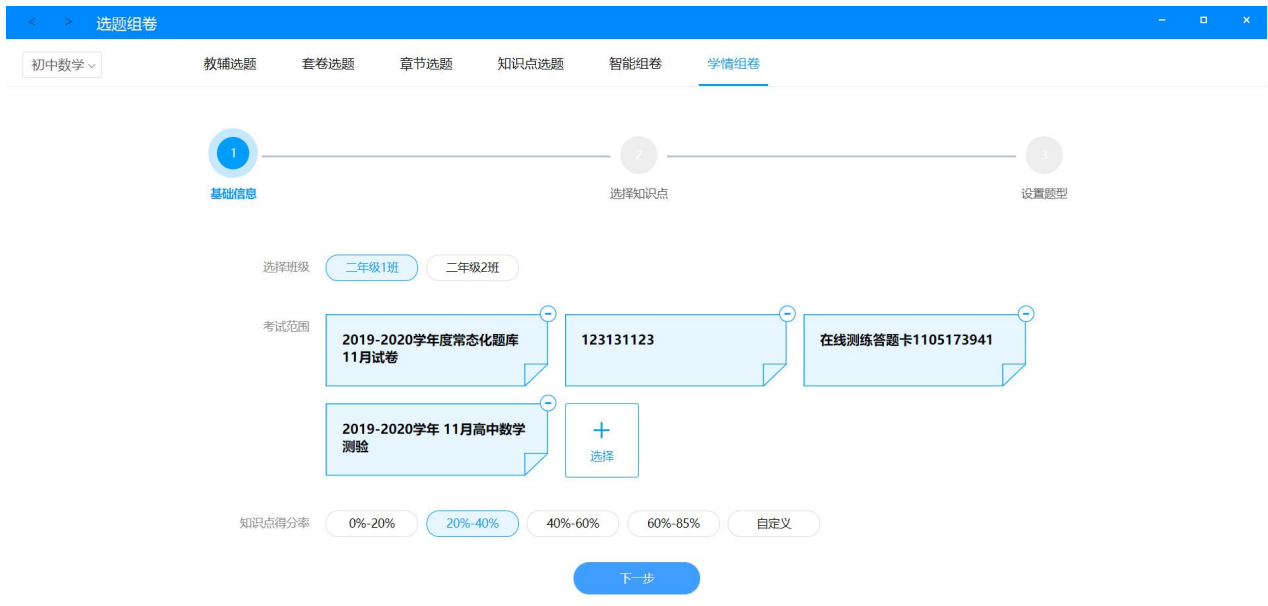 选题组卷
初中数学
教辅选题 套卷选题 章节选题 知识点选题 智能组卷 学情组卷
1 2 3
基础信息 选择知识点 设置题型
选择班级 二年级1班 二年级2班
考试范围
2019-2020学年度常态化题库
11月试卷
123131123
在线测练答题卡1105173941
2019-2020学年 11月高中数学
测验
选择
知识点得分率 0%-20% 20%-40% 40%-60% 60%-85% 自定义
下一步